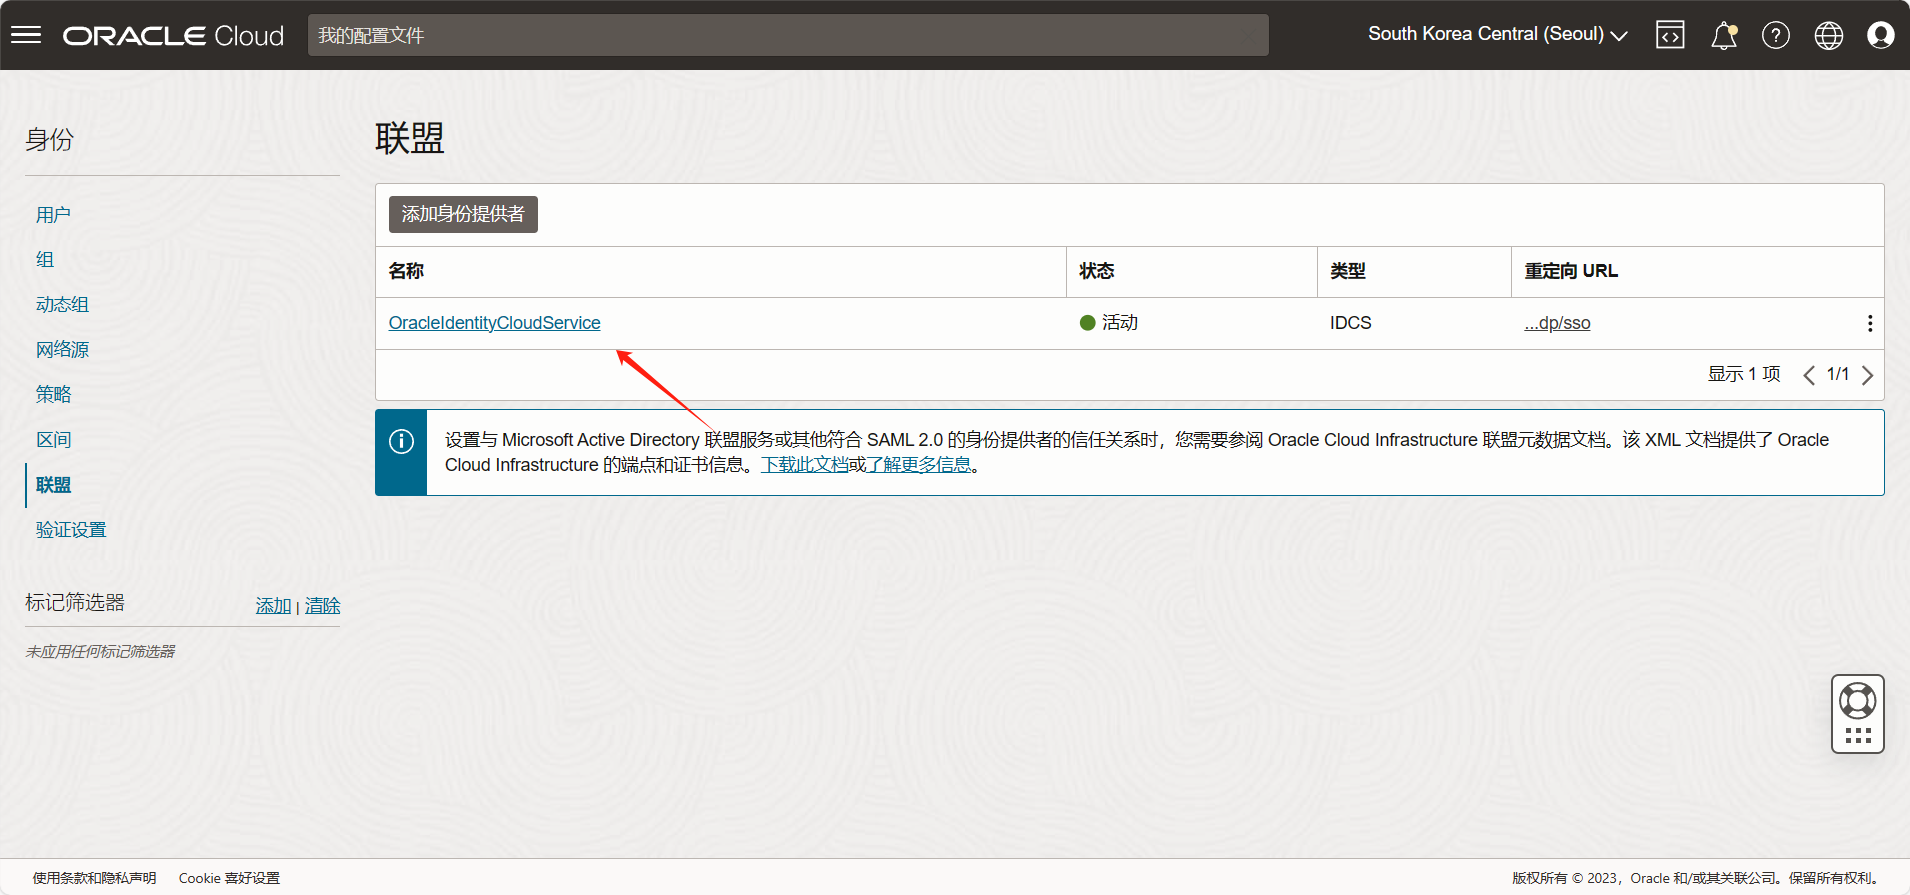 ORACLE Cloud
我的配置文件
South Korea Central (Seoul)
身份
用户
组
动态组
网络源
策略
区间
联盟
验证设置
标记筛选器
添加 | 清除
未应用任何标记筛选器
联盟
添加身份提供者
名称 状态 类型 重定向 URL
OracleIdentityCloudService 活动 IDCS ...dp/sso
显示 1 项 1/1
设置与 Microsoft Active Directory 联盟服务或其他符合 SAML 2.0 的身份提供者的信任关系时，您需要参阅 Oracle Cloud Infrastructure 联盟元数据文档。该 XML 文档提供了 Oracle
Cloud Infrastructure 的端点和证书信息。下载此文档或了解更多信息。
使用条款和隐私声明 Cookie 喜好设置
版权所有 © 2023，Oracle 和/或其关联公司。保留所有权利。